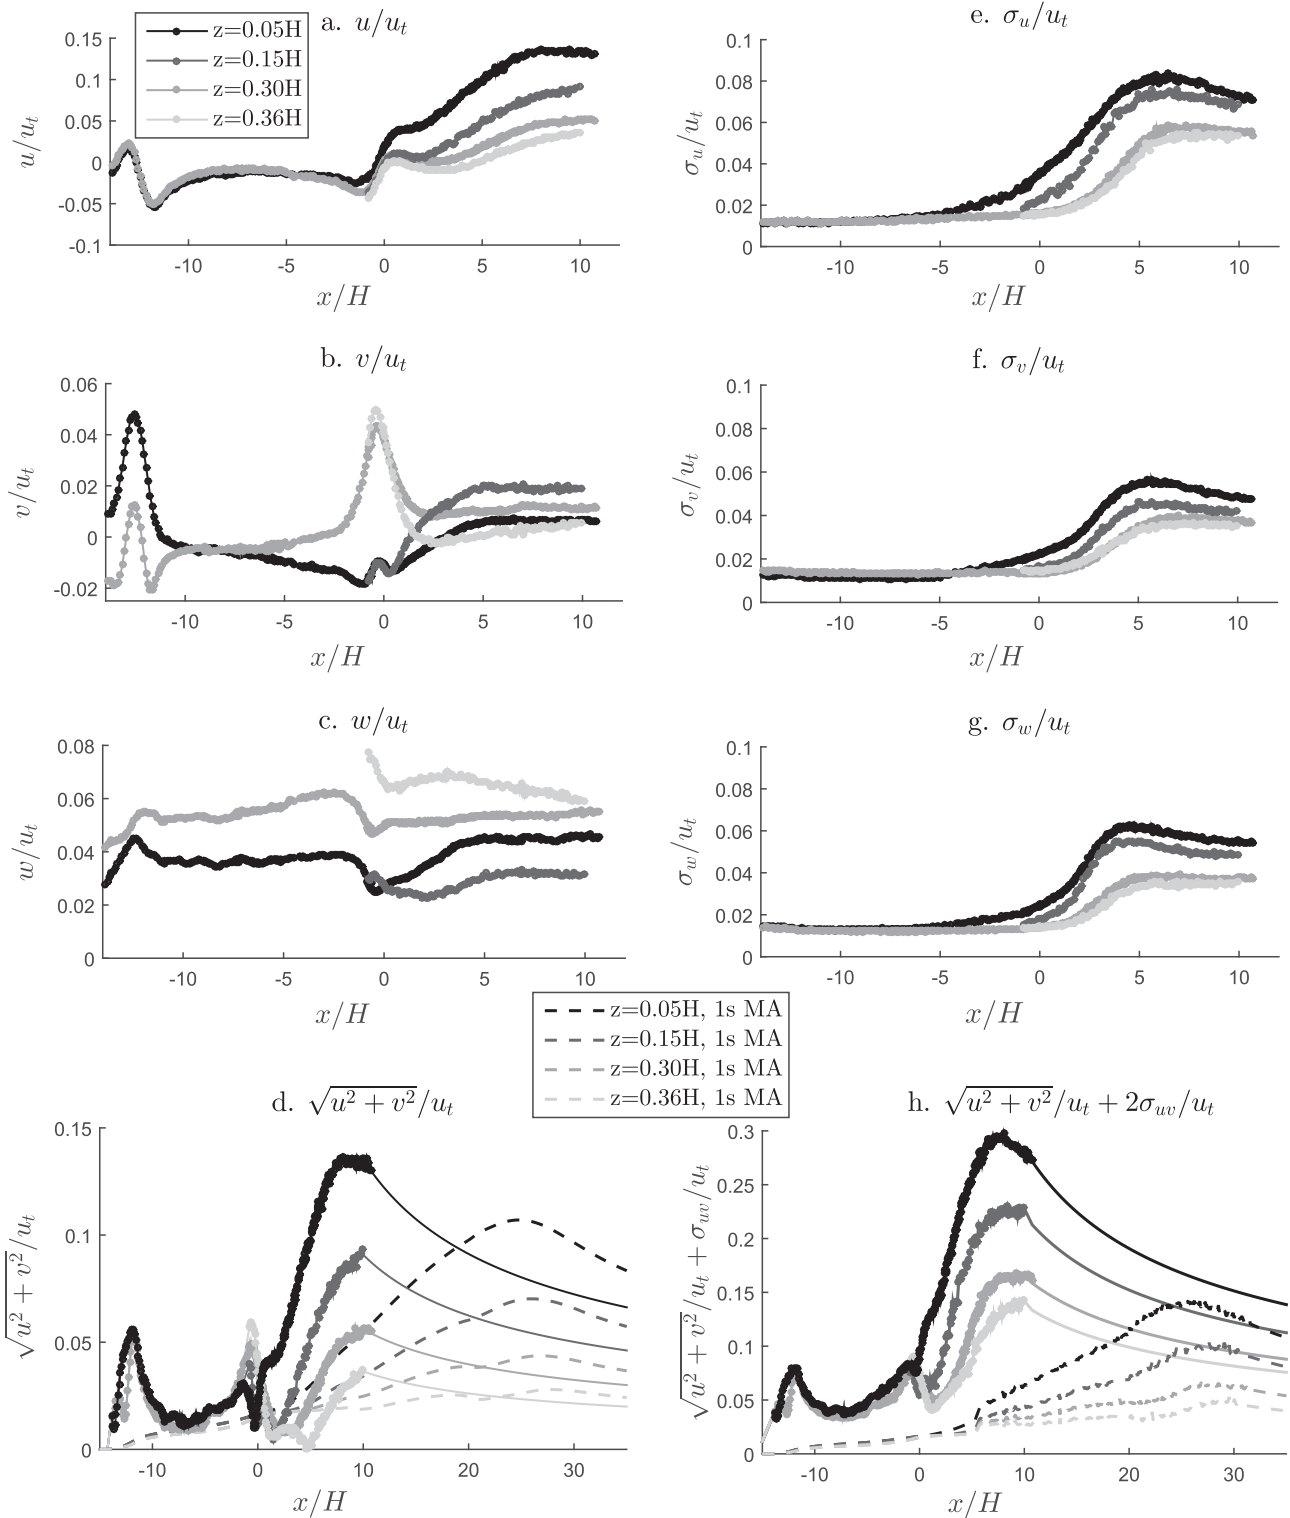 a. u/u_t
z=0.05H
z=0.15H
z=0.30H
z=0.36H
0.15
0.1
0.05
0
-0.05
-0.1
u/u_t
-10 -5 0 5 10
x/H
e. σ_u/u_t
0.1
0.08
0.06
0.04
0.02
0
σ_u/u_t
-10 -5 0 5 10
x/H
b. v/u_t
0.06
0.04
0.02
0
-0.02
v/u_t
-10 -5 0 5 10
x/H
f. σ_v/u_t
0.1
0.08
0.06
0.04
0.02
0
σ_v/u_t
-10 -5 0 5 10
x/H
c. w/u_t
0.08
0.06
0.04
0.02
0
w/u_t
-10 -5 0 5 10
x/H
g. σ_w/u_t
0.1
0.08
0.06
0.04
0.02
0
σ_w/u_t
-10 -5 0 5 10
x/H
z=0.05H, 1s MA
z=0.15H, 1s MA
z=0.30H, 1s MA
z=0.36H, 1s MA
d. √(u² + v²)/u_t
0.15
0.1
0.05
0
√(u² + v²)/u_t
-10 0 10 20 30
x/H
h. √(u² + v²)/u_t + 2σ_uv/u_t
0.3
0.25
0.2
0.15
0.1
0.05
0
√(u² + v²)/u_t + σ_uv/u_t
-10 0 10 20 30
x/H